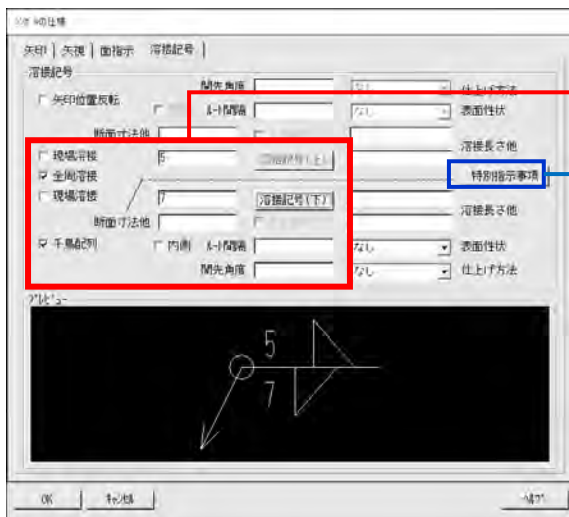 矢印 矢視 面指示 溶接記号
溶接記号
開先角度 なし 仕上げ方法
矢印位置反転
ルート間隔 なし 表面性状
断面寸法他
溶接長さ他
現場溶接 5 溶接記号(上)
全周溶接 特別指示事項
現場溶接 7 溶接記号(下)
溶接長さ他
断面寸法他
千鳥配列 内側 ルート間隔 なし 表面性状
開先角度 なし 仕上げ方法
プレビュー
5
7
OK キャンセル ヘルプ